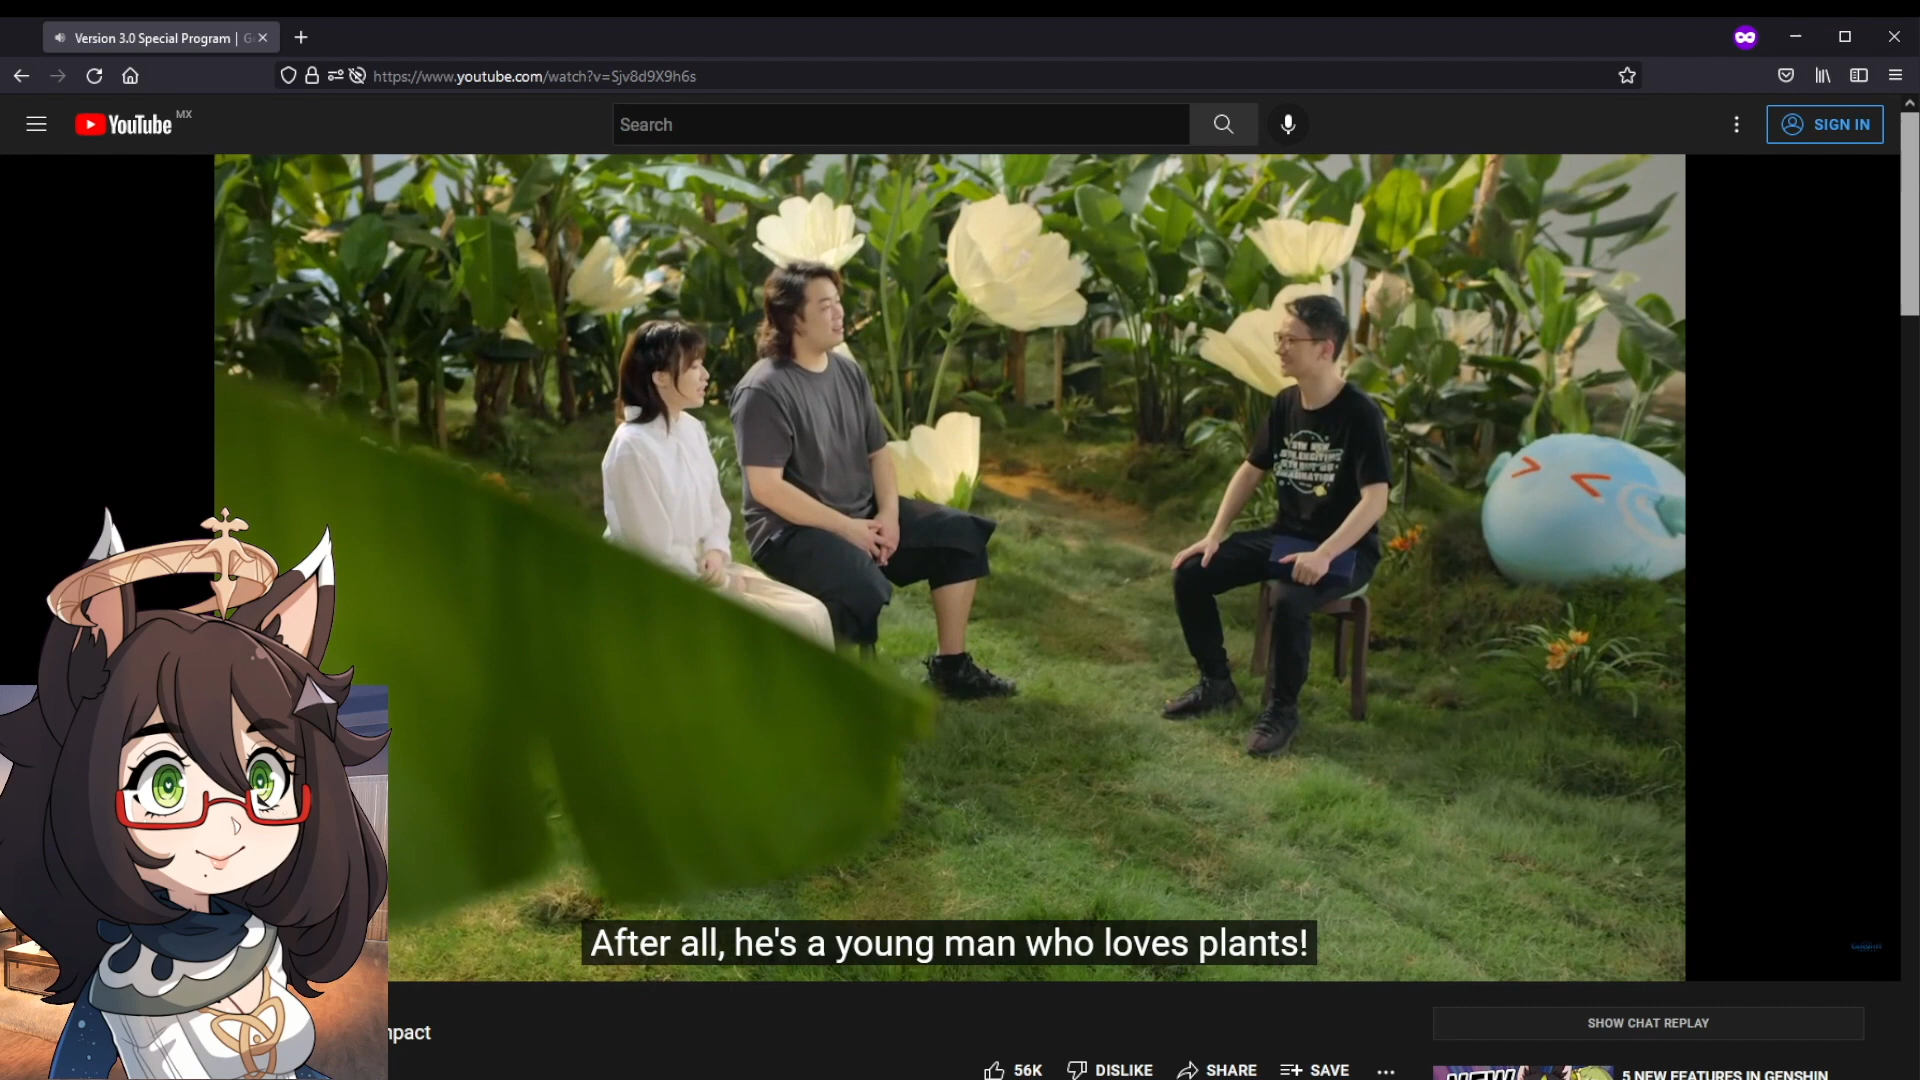 Version 3.0 Special Program | G
https://www.youtube.com/watch?v=Sjv8d9X9h6s
YouTube MX
Search
SIGN IN
After all, he's a young man who loves plants!
mpact
SHOW CHAT REPLAY
56K
DISLIKE
SHARE
SAVE
5 NEW FEATURES IN GENSHIN